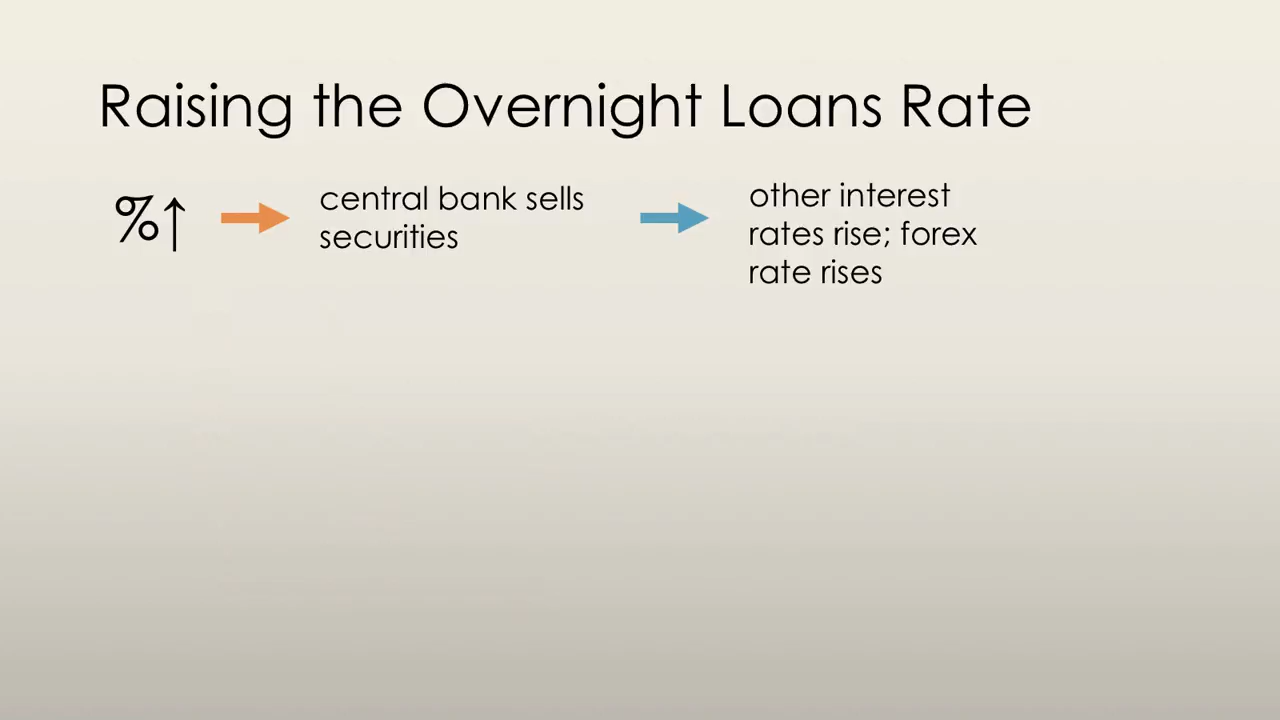 Raising the Overnight Loans Rate
%↑
central bank sells
securities
other interest
rates rise; forex
rate rises